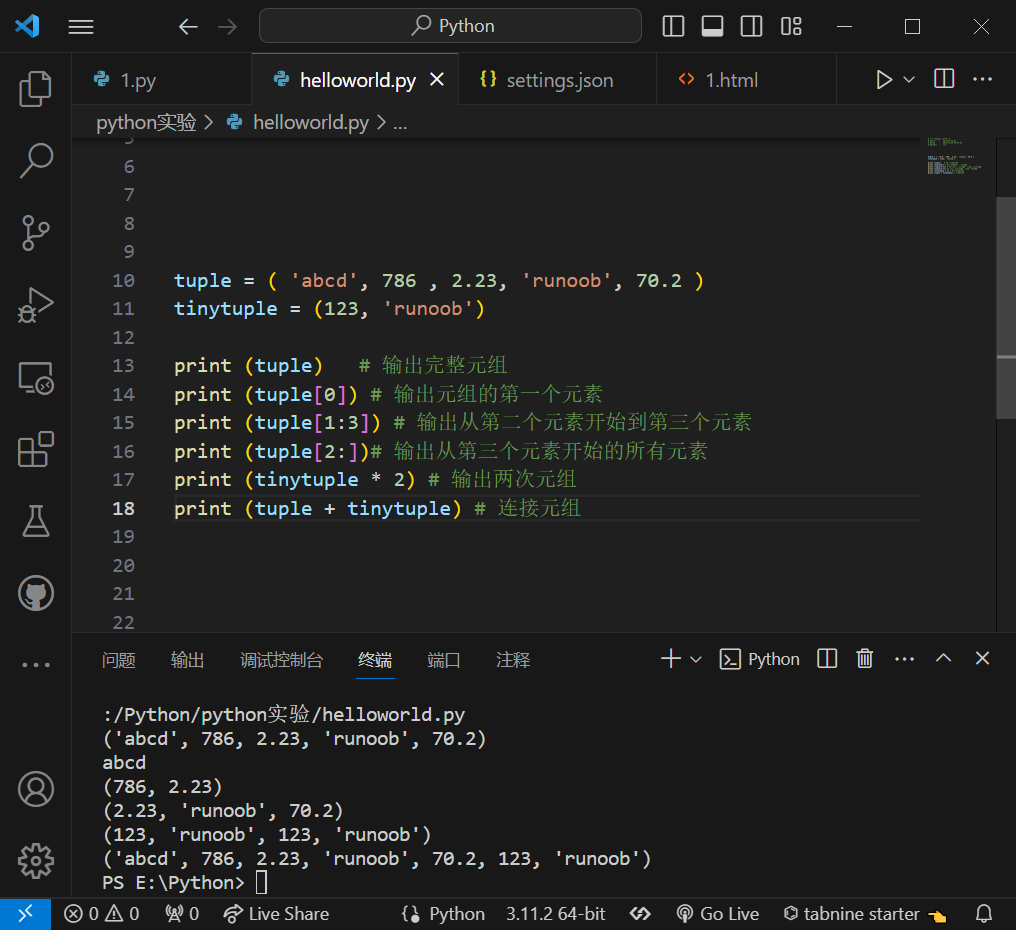 Python
1.py
helloworld.py
settings.json
1.html
python实验 > helloworld.py > ...
5
6
7
8
9
10 tuple = ( 'abcd', 786 , 2.23, 'runoob', 70.2 )
11 tinytuple = (123, 'runoob')
12
13 print (tuple)   # 输出完整元组
14 print (tuple[0]) # 输出元组的第一个元素
15 print (tuple[1:3]) # 输出从第二个元素开始到第三个元素
16 print (tuple[2:])# 输出从第三个元素开始的所有元素
17 print (tinytuple * 2) # 输出两次元组
18 print (tuple + tinytuple) # 连接元组
19
20
21
22
问题 输出 调试控制台 终端 端口 注释 Python
:/Python/python实验/helloworld.py
('abcd', 786, 2.23, 'runoob', 70.2)
abcd
(786, 2.23)
(2.23, 'runoob', 70.2)
(123, 'runoob', 123, 'runoob')
('abcd', 786, 2.23, 'runoob', 70.2, 123, 'runoob')
PS E:\Python>
0 0 0 Live Share Python 3.11.2 64-bit Go Live tabnine starter